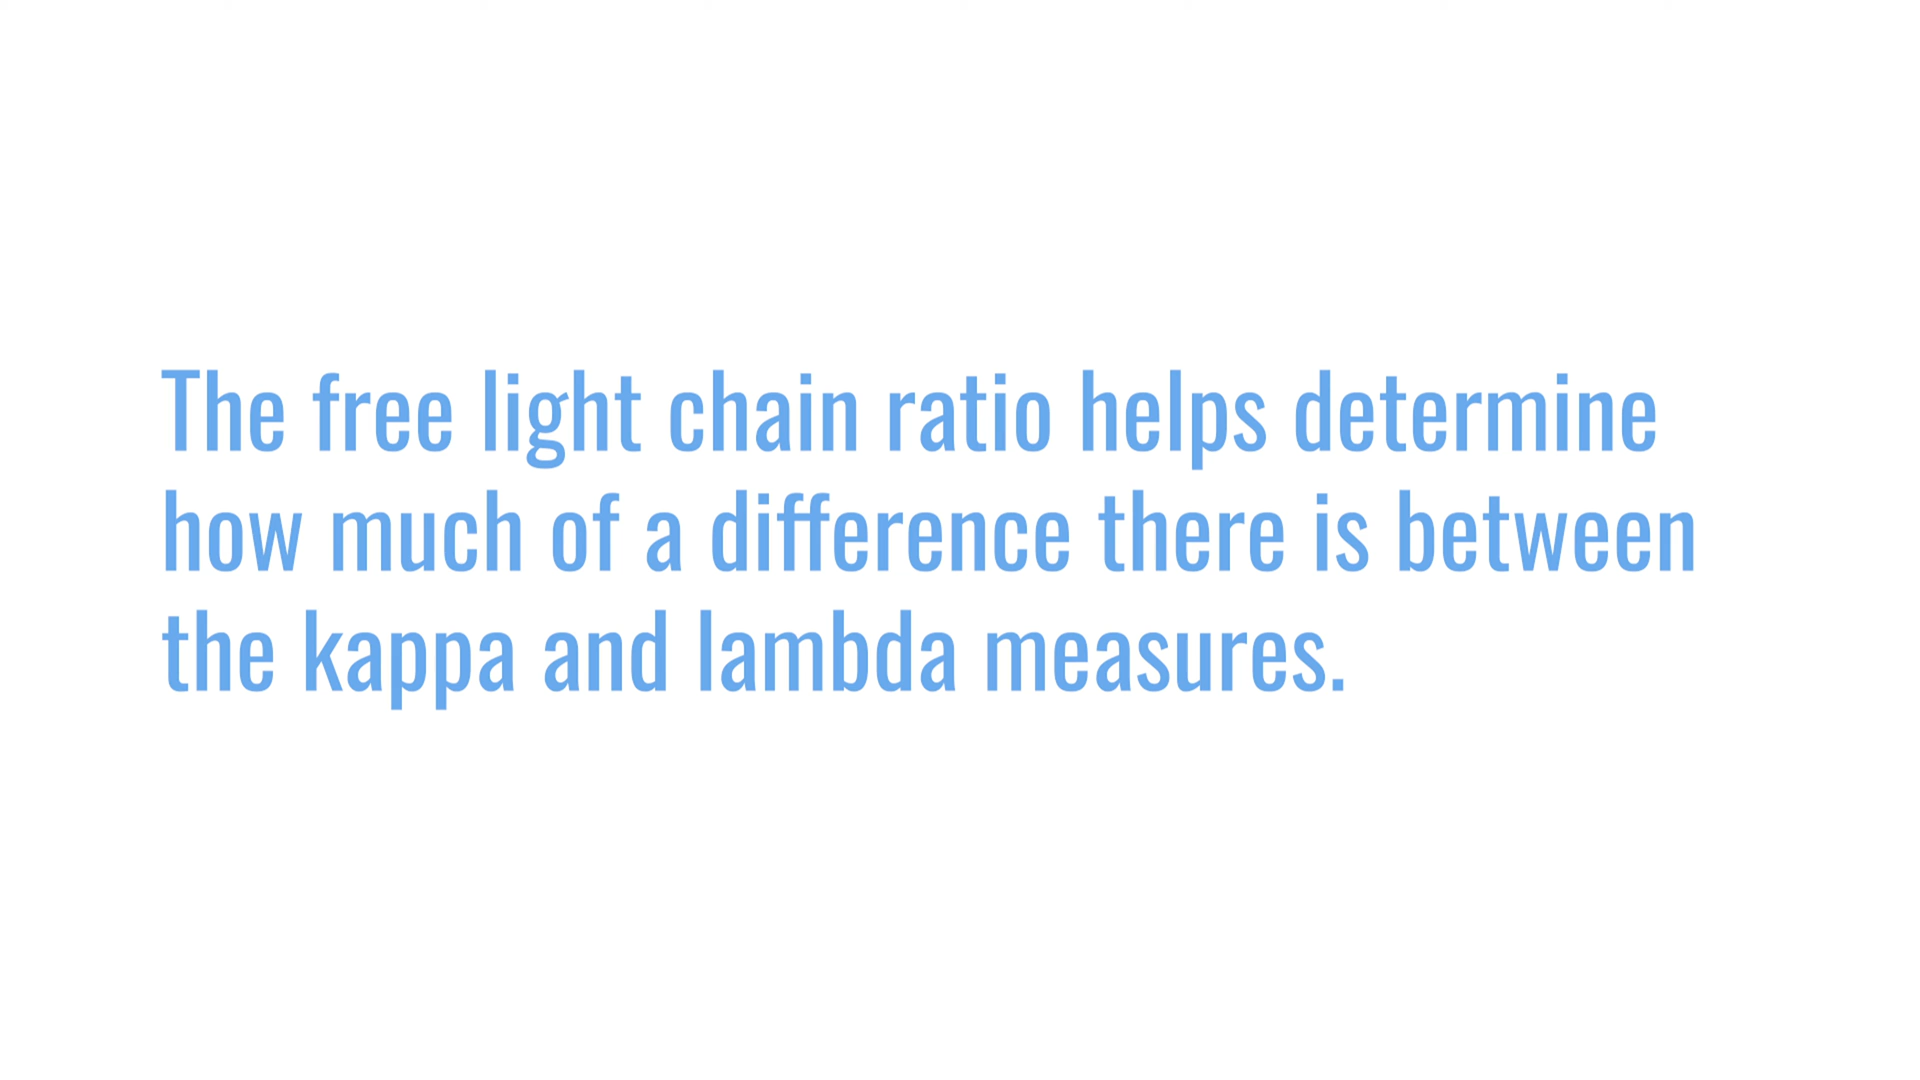 The free light chain ratio helps determine
how much of a difference there is between
the kappa and lambda measures.